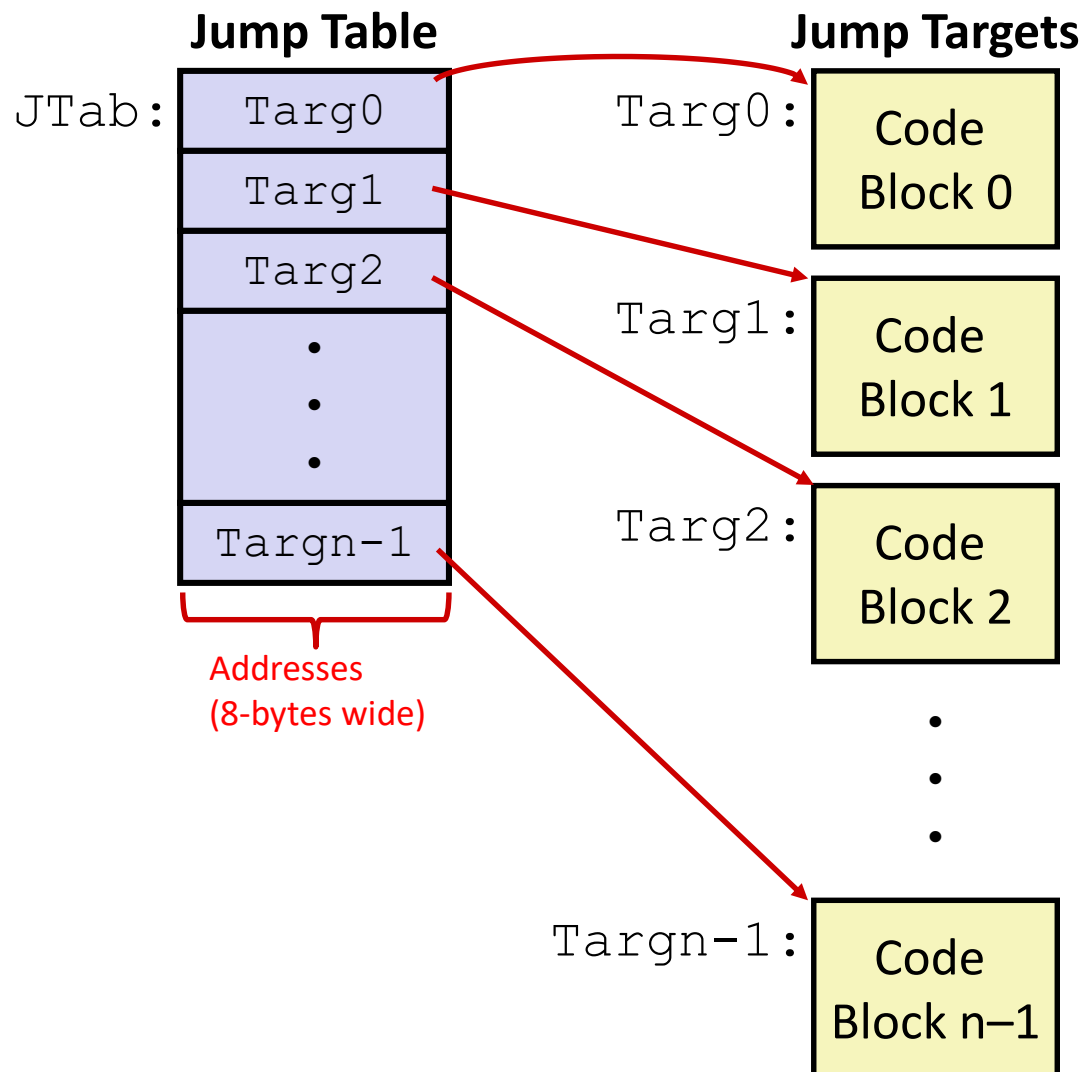 Jump Table
JTab:
Targ0
Targ1
Targ2
Targn-1
Addresses
(8-bytes wide)
Jump Targets
Targ0:
Code
Block 0
Targ1:
Code
Block 1
Targ2:
Code
Block 2
Targn-1:
Code
Block n–1